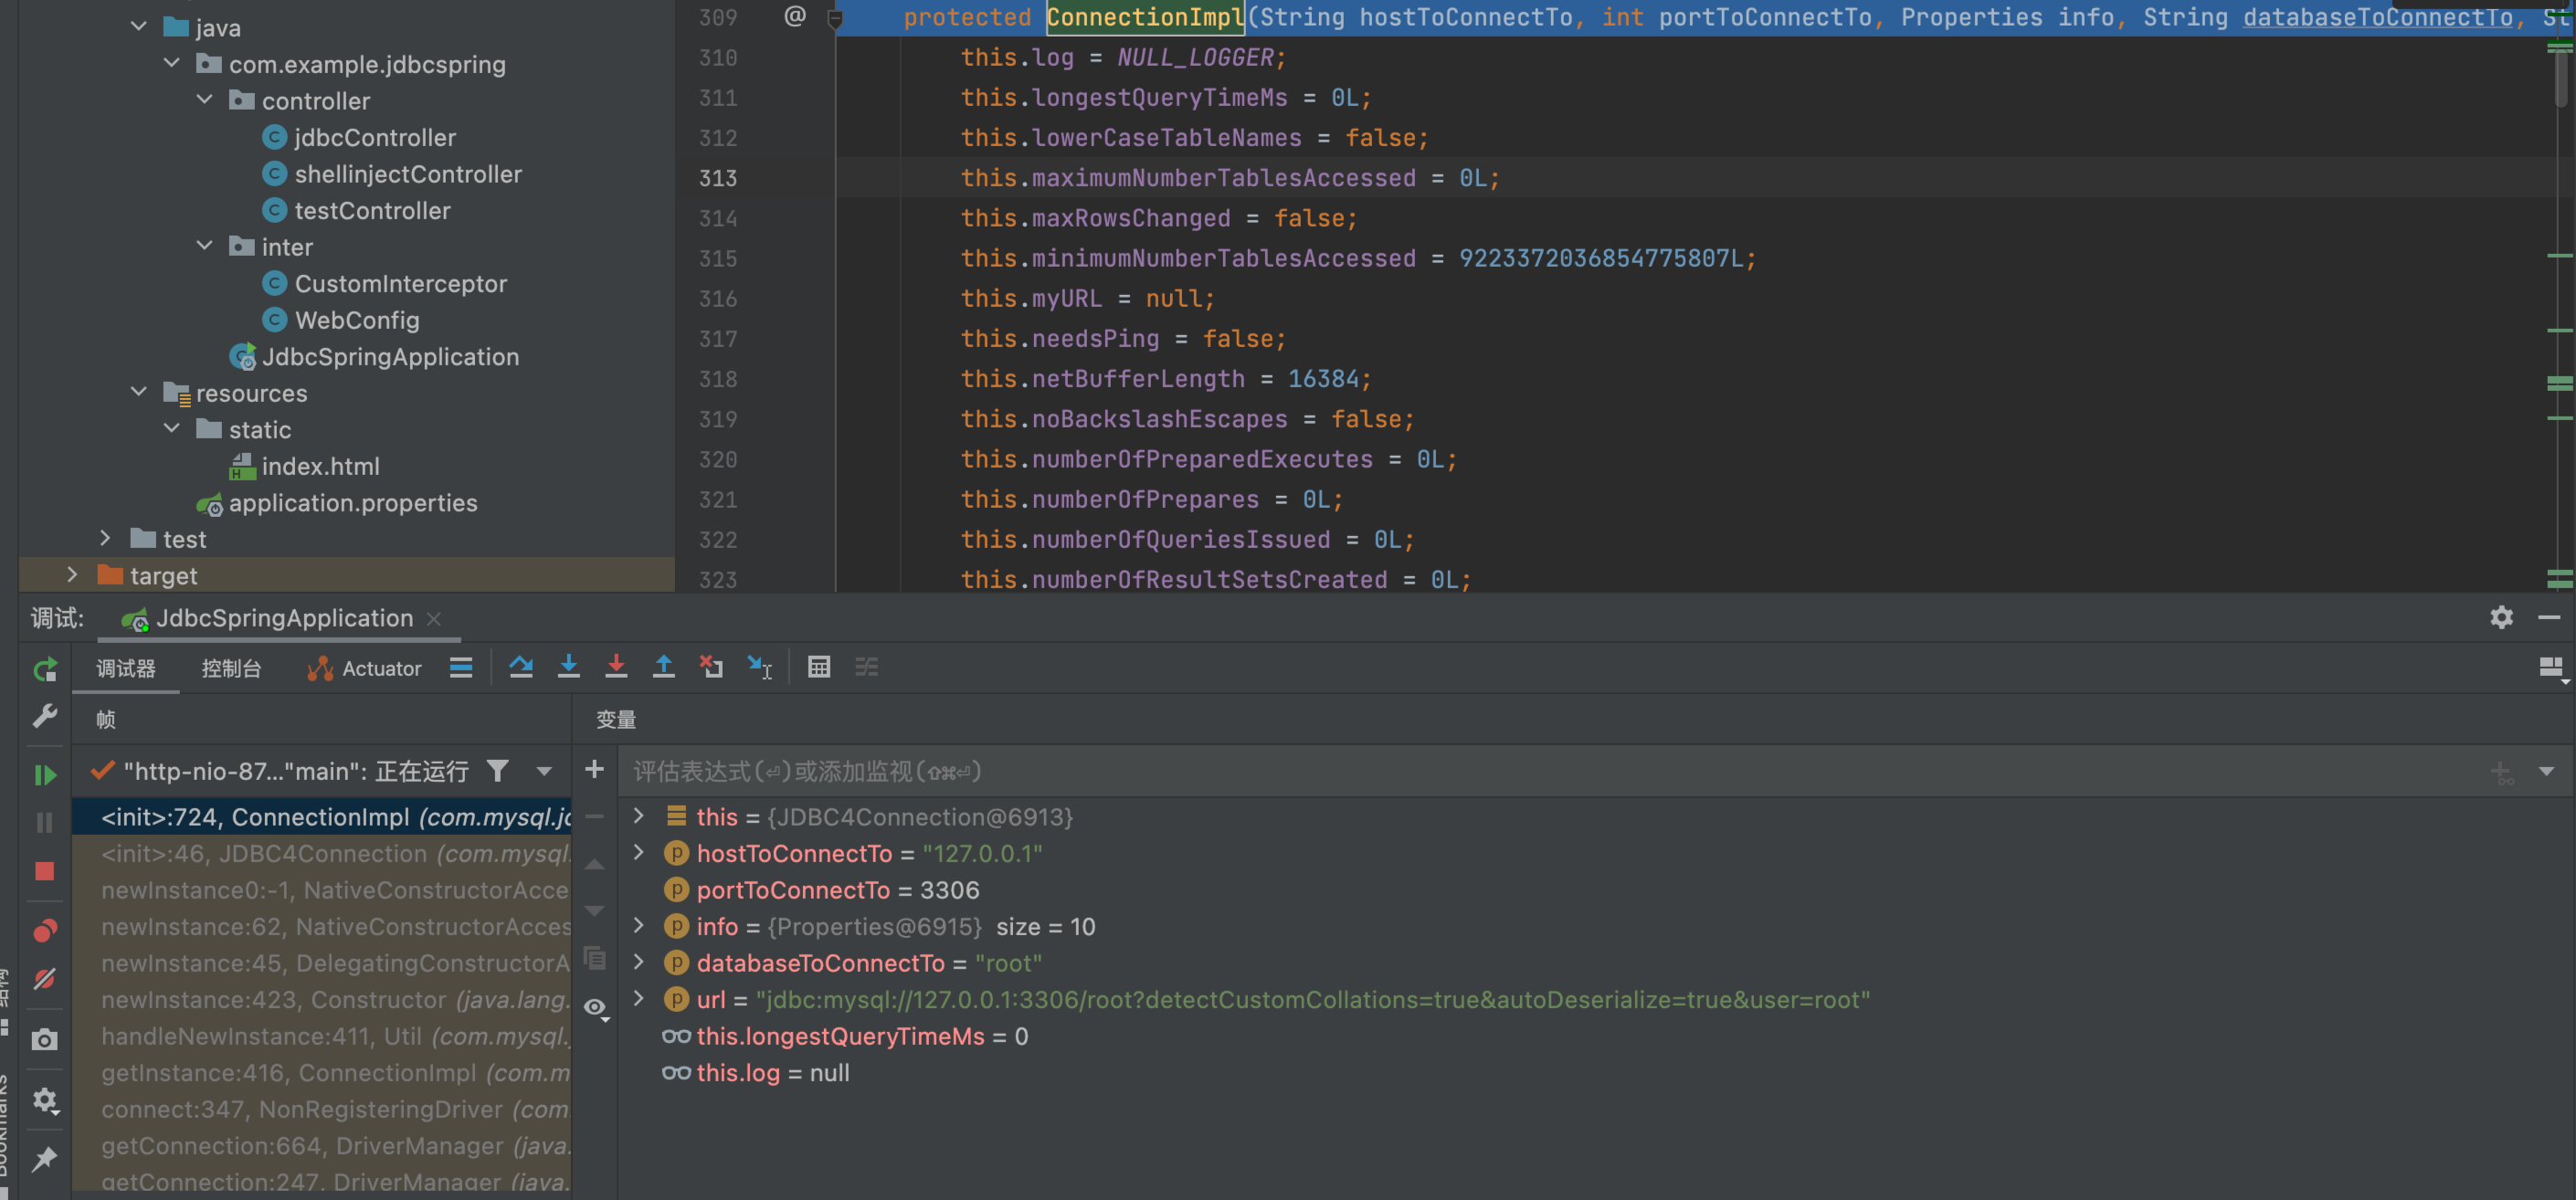 java
com.example.jdbcspring
controller
jdbcController
shellinjectController
testController
inter
CustomInterceptor
WebConfig
JdbcSpringApplication
resources
static
index.html
application.properties
test
target
309 @ protected ConnectionImpl(String hostToConnectTo, int portToConnectTo, Properties info, String databaseToConnectTo, St
310 this.log = NULL_LOGGER;
311 this.longestQueryTimeMs = 0L;
312 this.lowerCaseTableNames = false;
313 this.maximumNumberTablesAccessed = 0L;
314 this.maxRowsChanged = false;
315 this.minimumNumberTablesAccessed = 9223372036854775807L;
316 this.myURL = null;
317 this.needsPing = false;
318 this.netBufferLength = 16384;
319 this.noBackslashEscapes = false;
320 this.numberOfPreparedExecutes = 0L;
321 this.numberOfPrepares = 0L;
322 this.numberOfQueriesIssued = 0L;
323 this.numberOfResultSetsCreated = 0L;
调试: JdbcSpringApplication
调试器 控制台 Actuator
帧
"http-nio-87..."main": 正在运行
<init>:724, ConnectionImpl (com.mysql.jd
<init>:46, JDBC4Connection (com.mysql.
newInstance0:-1, NativeConstructorAcce
newInstance:62, NativeConstructorAcces
newInstance:45, DelegatingConstructorA
newInstance:423, Constructor (java.lang.
handleNewInstance:411, Util (com.mysql.j
getInstance:416, ConnectionImpl (com.m
connect:347, NonRegisteringDriver (com.
getConnection:664, DriverManager (java.
getConnection:247, DriverManager (java.
变量
评估表达式(⏎)或添加监视(⇧⌘⏎)
this = {JDBC4Connection@6913}
hostToConnectTo = "127.0.0.1"
portToConnectTo = 3306
info = {Properties@6915} size = 10
databaseToConnectTo = "root"
url = "jdbc:mysql://127.0.0.1:3306/root?detectCustomCollations=true&autoDeserialize=true&user=root"
this.longestQueryTimeMs = 0
this.log = null
结构
Bookmarks